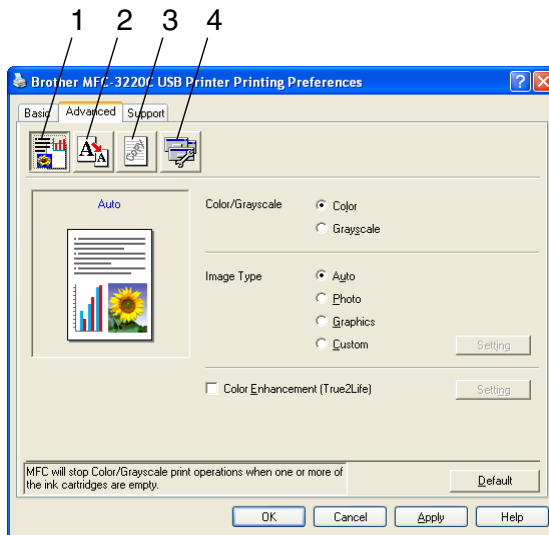 1 2 3 4
Brother MFC-3220C USB Printer Printing Preferences
Basic Advanced Support
A A COPY
Auto
Color/Grayscale Color
Grayscale
Image Type Auto
Photo
Graphics
Custom Setting
Color Enhancement (True2Life) Setting
MFC will stop Color/Grayscale print operations when one or more of
the ink cartridges are empty.
Default
OK Cancel Apply Help